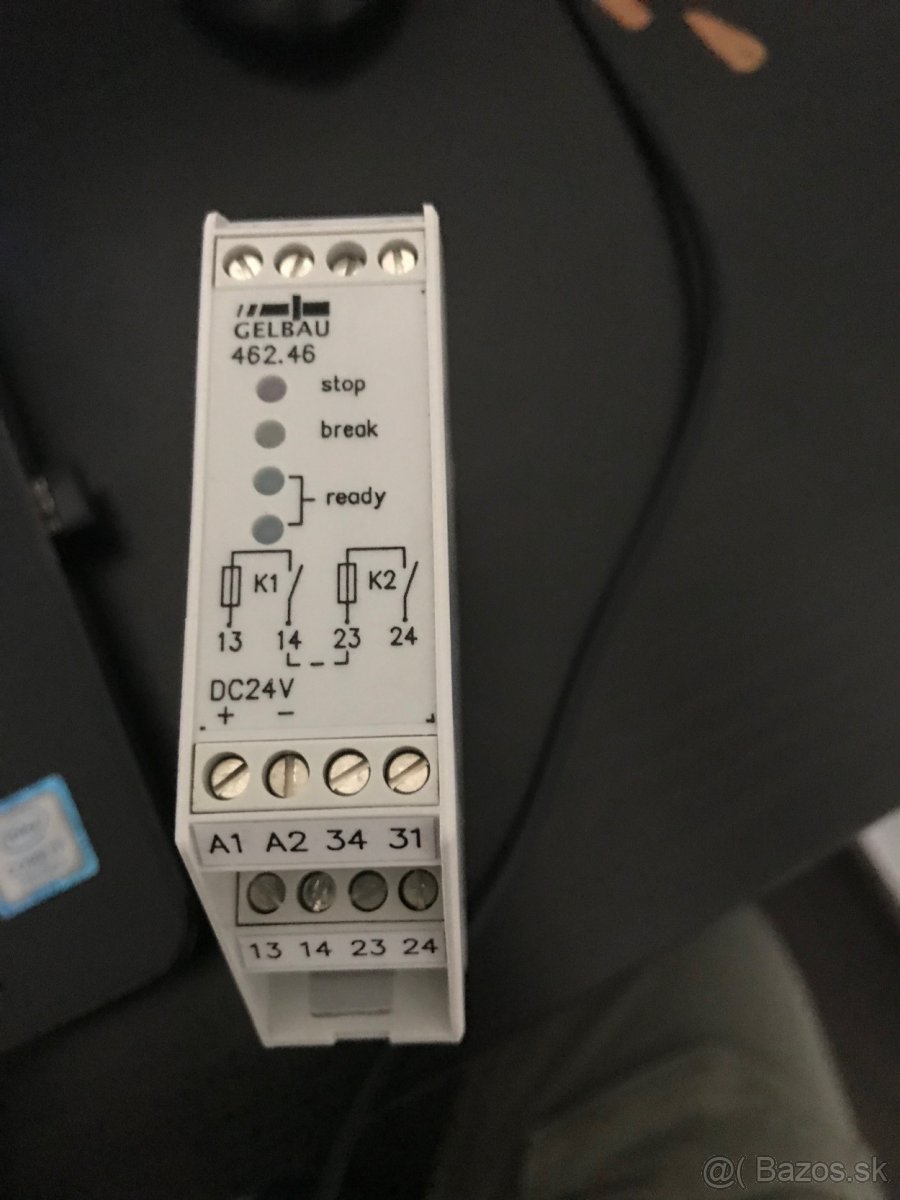 GELBAU
462.46
stop
break
ready
K1 K2
13 14 23 24
DC24V
+ −
A1 A2 34 31
13 14 23 24
@( Bazos.sk